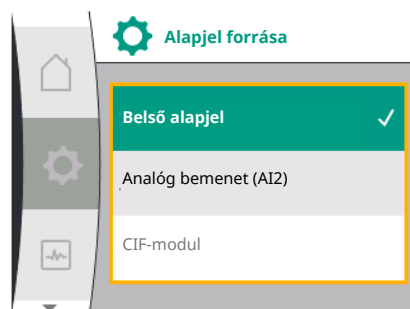 Alapjel forrása
Belső alapjel
Analóg bemenet (AI2)
CIF-modul